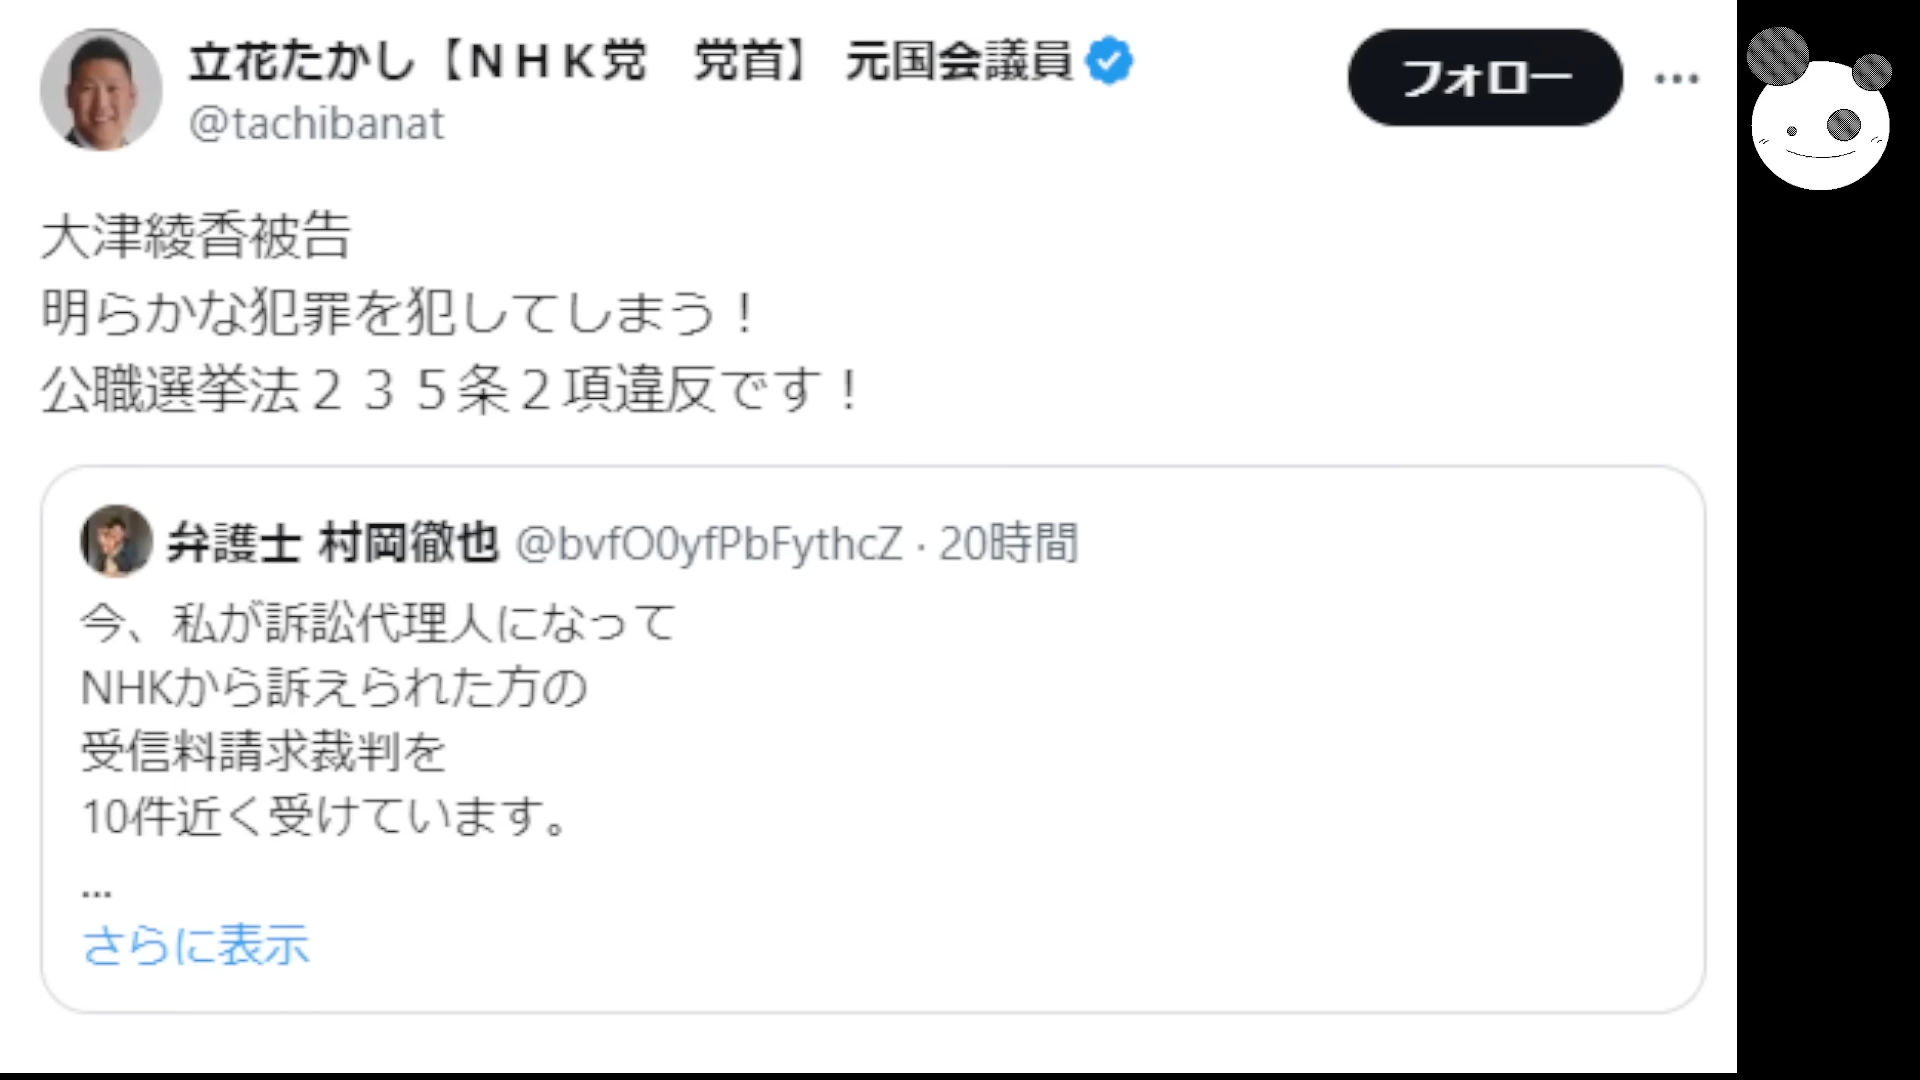 立花たかし【ＮＨＫ党　党首】 元国会議員
@tachibanat
フォロー
大津綾香被告
明らかな犯罪を犯してしまう！
公職選挙法２３５条２項違反です！
弁護士 村岡徹也 @bvfO0yfPbFythcZ · 20時間
今、私が訴訟代理人になって
NHKから訴えられた方の
受信料請求裁判を
10件近く受けています。
...
さらに表示